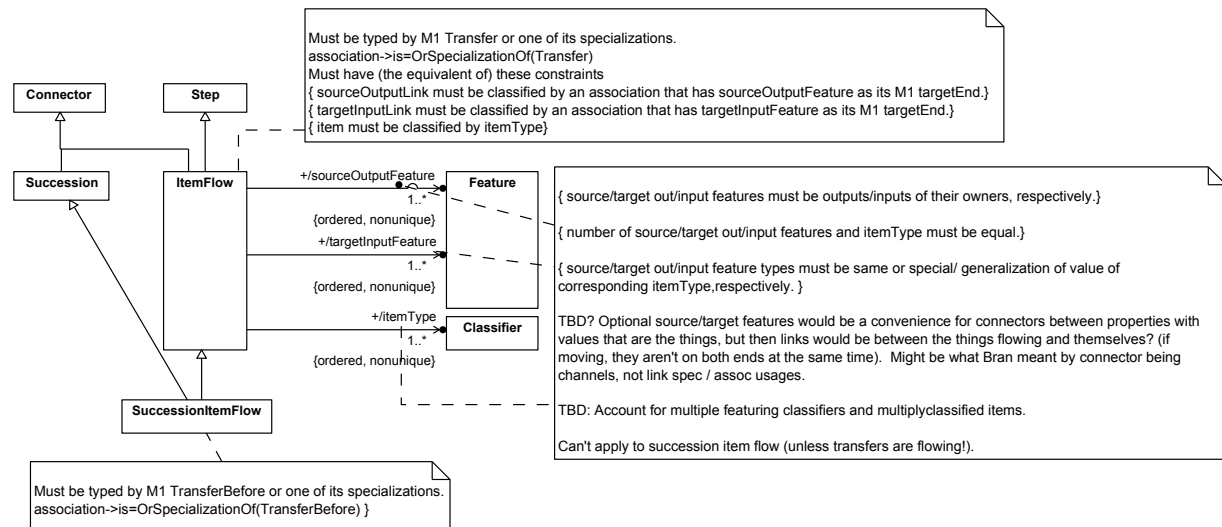 Must be typed by M1 Transfer or one of its specializations.
association->is=OrSpecializationOf(Transfer)
Must have (the equivalent of) these constraints
{ sourceOutputLink must be classified by an association that has sourceOutputFeature as its M1 targetEnd.}
{ targetInputLink must be classified by an association that has targetInputFeature as its M1 targetEnd.}
{ item must be classified by itemType}
Connector
Step
Succession
ItemFlow
+/sourceOutputFeature
1..*
{ordered, nonunique}
+/targetInputFeature
1..*
{ordered, nonunique}
+/itemType
1..*
{ordered, nonunique}
Feature
Classifier
{ source/target out/input features must be outputs/inputs of their owners, respectively.}
{ number of source/target out/input features and itemType must be equal.}
{ source/target out/input feature types must be same or special/ generalization of value of
corresponding itemType,respectively. }
TBD? Optional source/target features would be a convenience for connectors between properties with
values that are the things, but then links would be between the things flowing and themselves? (if
moving, they aren't on both ends at the same time).  Might be what Bran meant by connector being
channels, not link spec / assoc usages.
TBD: Account for multiple featuring classifiers and multiplyclassified items.
Can't apply to succession item flow (unless transfers are flowing!).
SuccessionItemFlow
Must be typed by M1 TransferBefore or one of its specializations.
association->is=OrSpecializationOf(TransferBefore) }